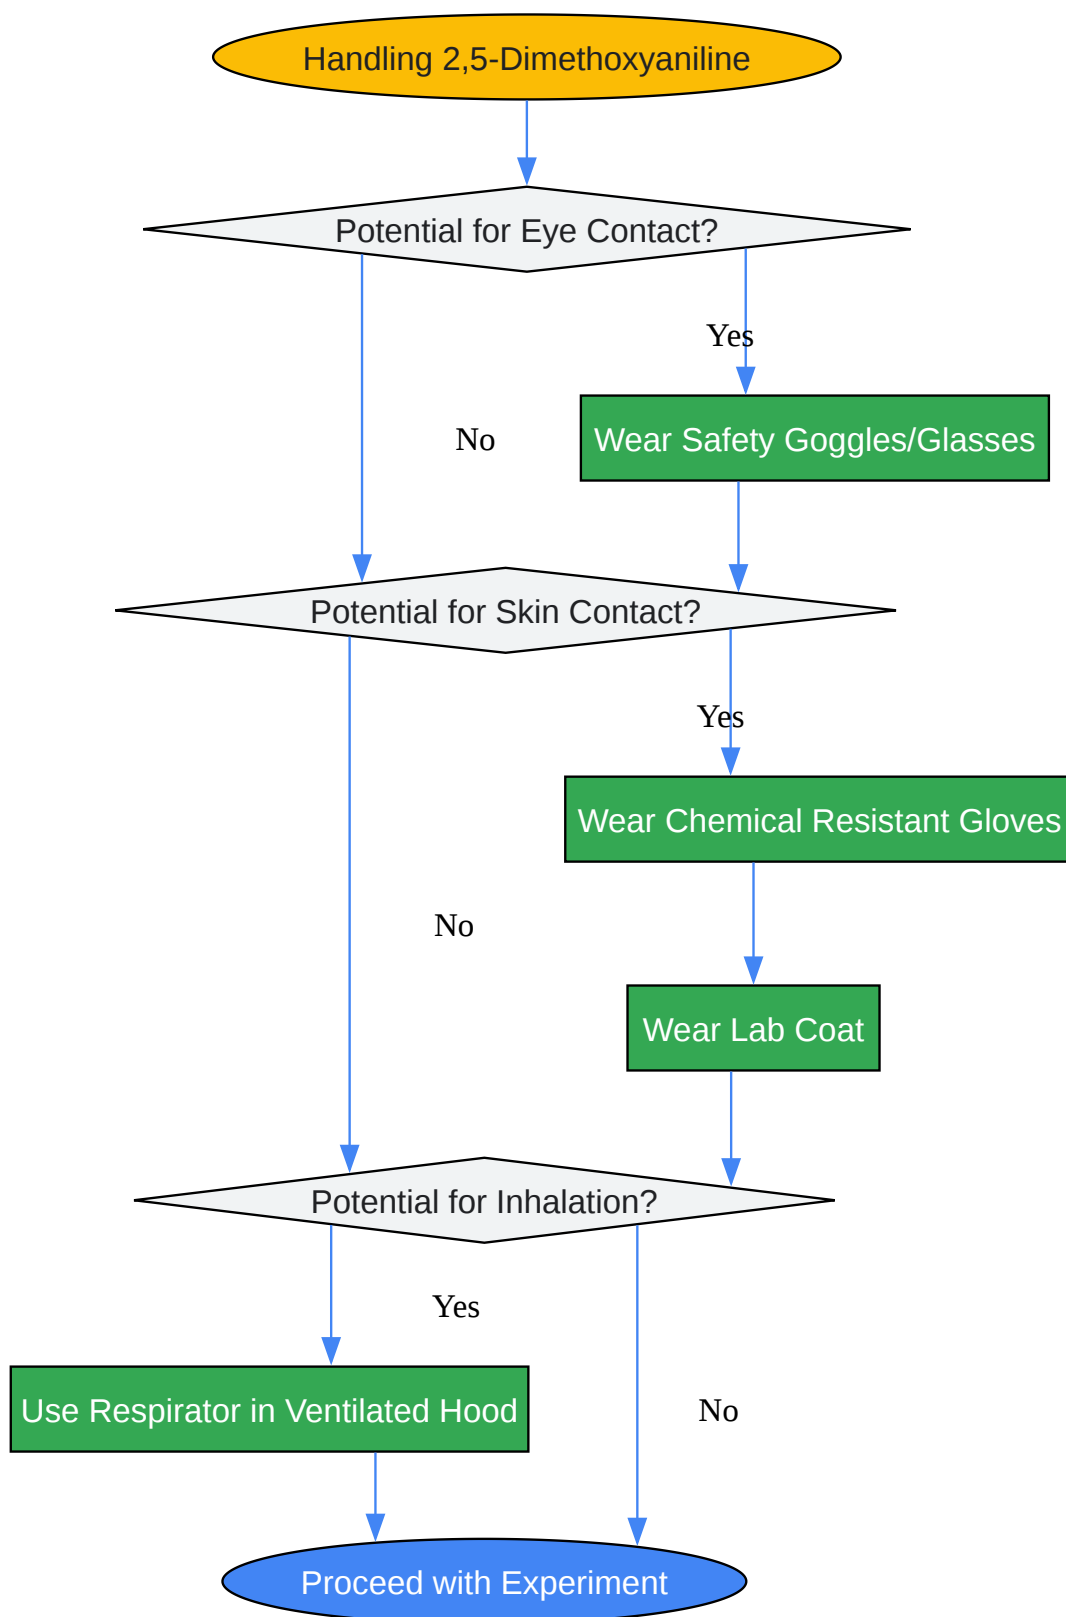 Handling 2,5-Dimethoxyaniline
Potential for Eye Contact?
Yes
No
Wear Safety Goggles/Glasses
Potential for Skin Contact?
Yes
Wear Chemical Resistant Gloves
No
Wear Lab Coat
Potential for Inhalation?
Yes
Use Respirator in Ventilated Hood
No
Proceed with Experiment